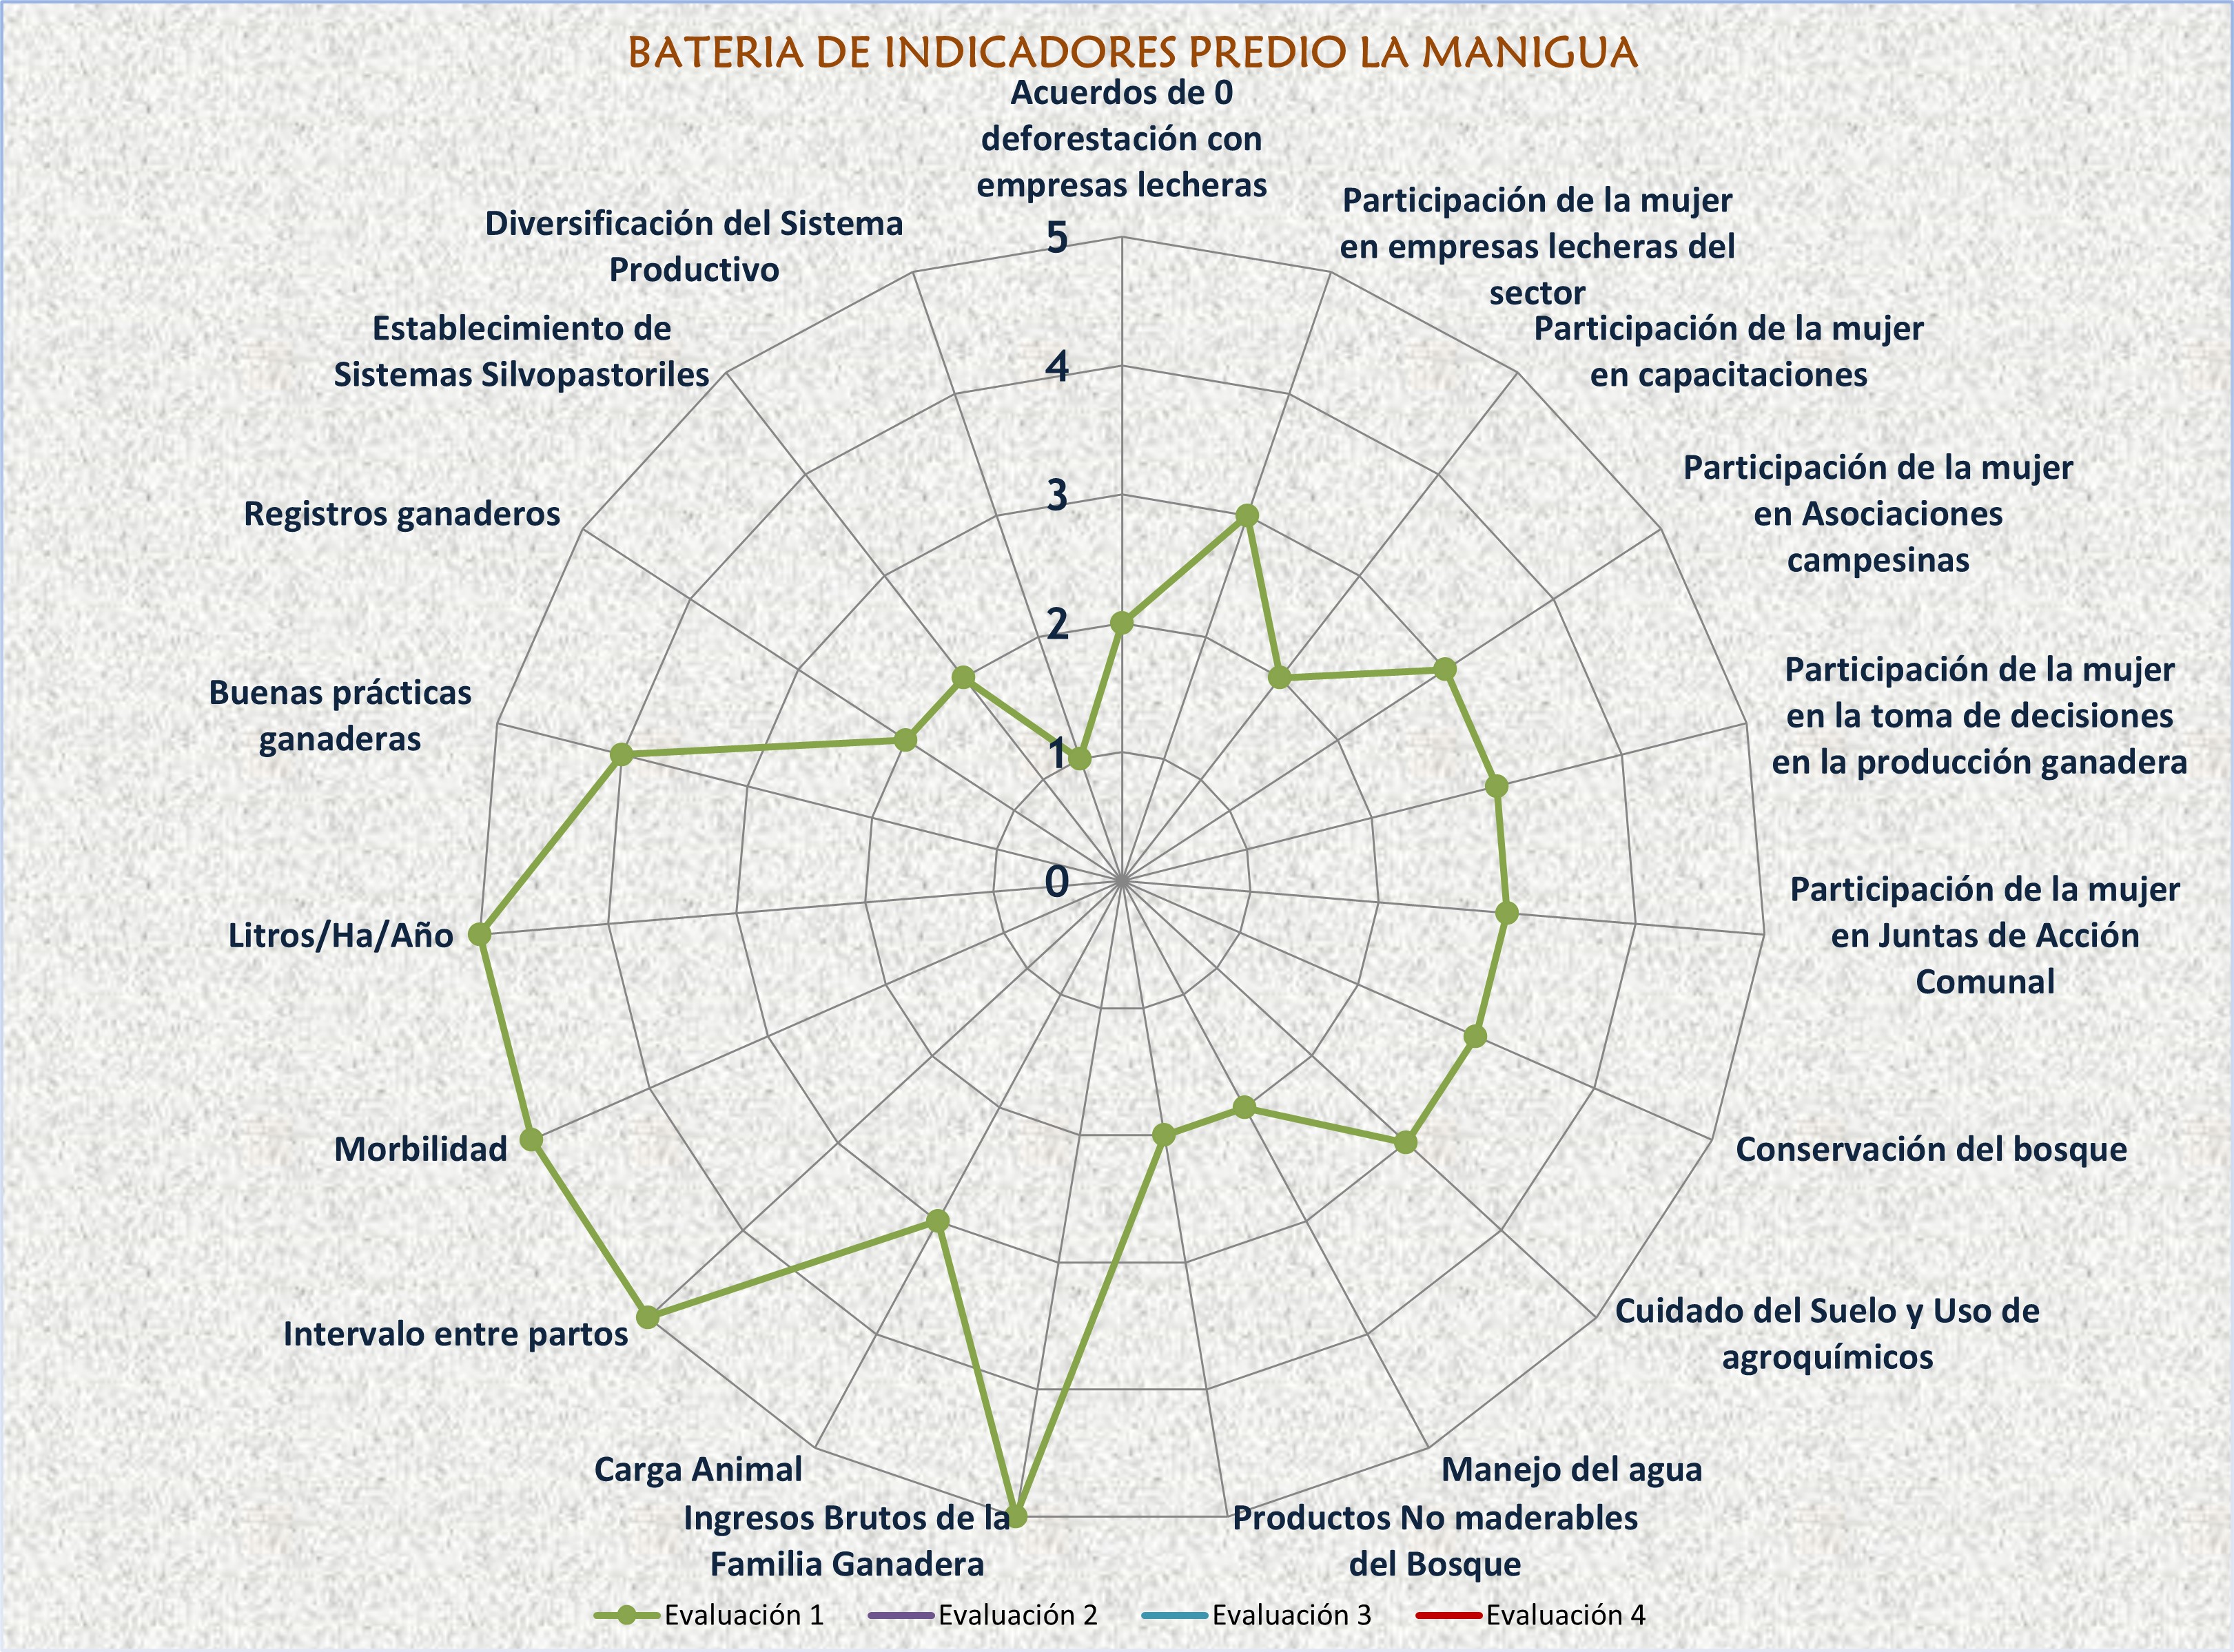 BATERIA DE INDICADORES PREDIO LA MANIGUA
Acuerdos de 0
deforestación con
empresas lecheras
Participación de la mujer
en empresas lecheras del
sector
Participación de la mujer
en capacitaciones
Participación de la mujer
en Asociaciones
campesinas
Participación de la mujer
en la toma de decisiones
en la producción ganadera
Participación de la mujer
en Juntas de Acción
Comunal
Conservación del bosque
Cuidado del Suelo y Uso de
agroquímicos
Manejo del agua
Productos No maderables
del Bosque
Ingresos Brutos de la
Familia Ganadera
Carga Animal
Intervalo entre partos
Morbilidad
Litros/Ha/Año
Buenas prácticas
ganaderas
Registros ganaderos
Establecimiento de
Sistemas Silvopastoriles
Diversificación del Sistema
Productivo
5
4
3
2
1
0
Evaluación 1
Evaluación 2
Evaluación 3
Evaluación 4